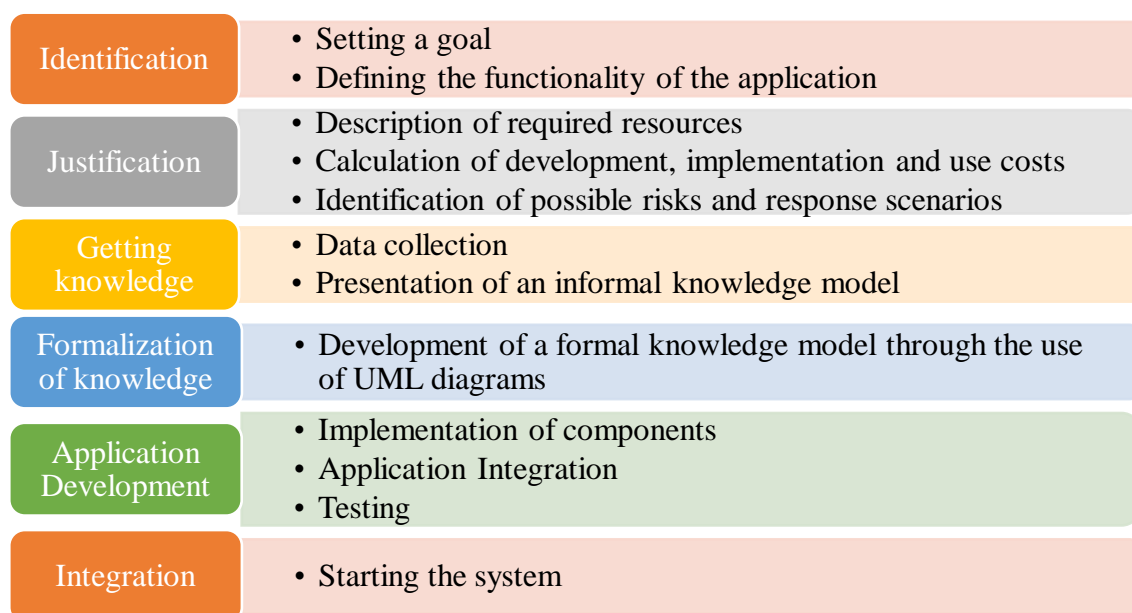 Identification
• Setting a goal
• Defining the functionality of the application
Justification
• Description of required resources
• Calculation of development, implementation and use costs
• Identification of possible risks and response scenarios
Getting
knowledge
• Data collection
• Presentation of an informal knowledge model
Formalization
of knowledge
• Development of a formal knowledge model through the use
of UML diagrams
Application
Development
• Implementation of components
• Application Integration
• Testing
Integration
• Starting the system